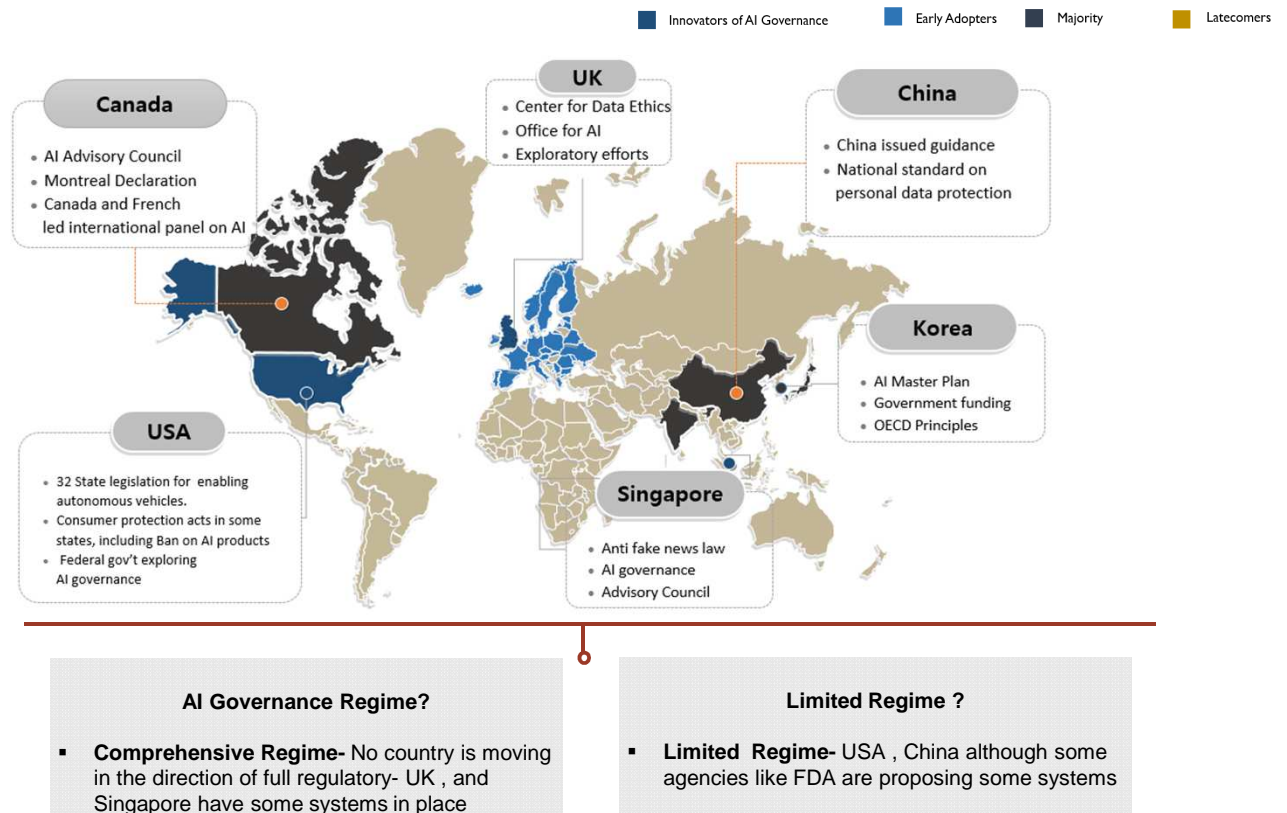 Innovators of AI Governance
Early Adopters
Majority
Latecomers
Canada
• AI Advisory Council
• Montreal Declaration
• Canada and French
led international panel on AI
UK
• Center for Data Ethics
• Office for AI
• Exploratory efforts
China
• China issued guidance
• National standard on
personal data protection
Korea
• AI Master Plan
• Government funding
• OECD Principles
USA
• 32 State legislation for enabling
autonomous vehicles.
• Consumer protection acts in some
states, including Ban on AI products
• Federal gov't exploring
AI governance
Singapore
• Anti fake news law
• AI governance
• Advisory Council
AI Governance Regime?
▪ Comprehensive Regime- No country is moving
in the direction of full regulatory- UK , and
Singapore have some systems in place
Limited Regime ?
▪ Limited Regime- USA , China although some
agencies like FDA are proposing some systems